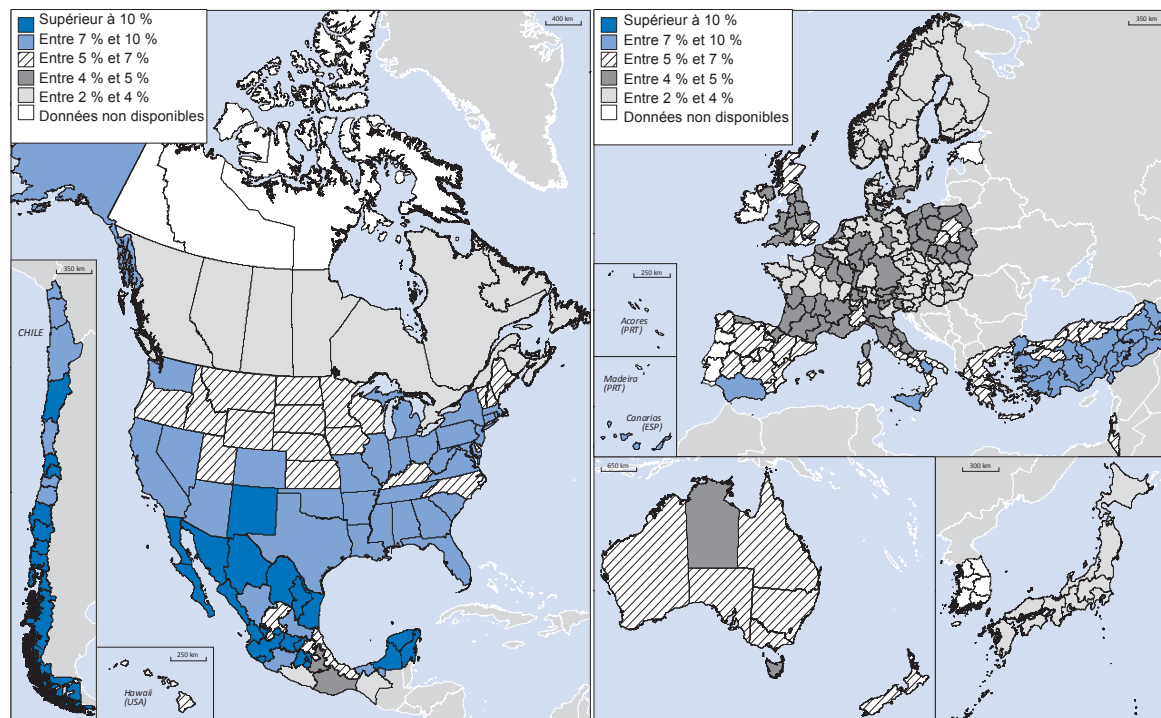 Supérieur à 10 %
Entre 7 % et 10 %
Entre 5 % et 7 %
Entre 4 % et 5 %
Entre 2 % et 4 %
Données non disponibles
400 km
350 km
CHILE
250 km
Hawaii
(USA)
Supérieur à 10 %
Entre 7 % et 10 %
Entre 5 % et 7 %
Entre 4 % et 5 %
Entre 2 % et 4 %
Données non disponibles
350 km
250 km
Acores
(PRT)
Madeira
(PRT)
Canarias
(ESP)
650 km
300 km